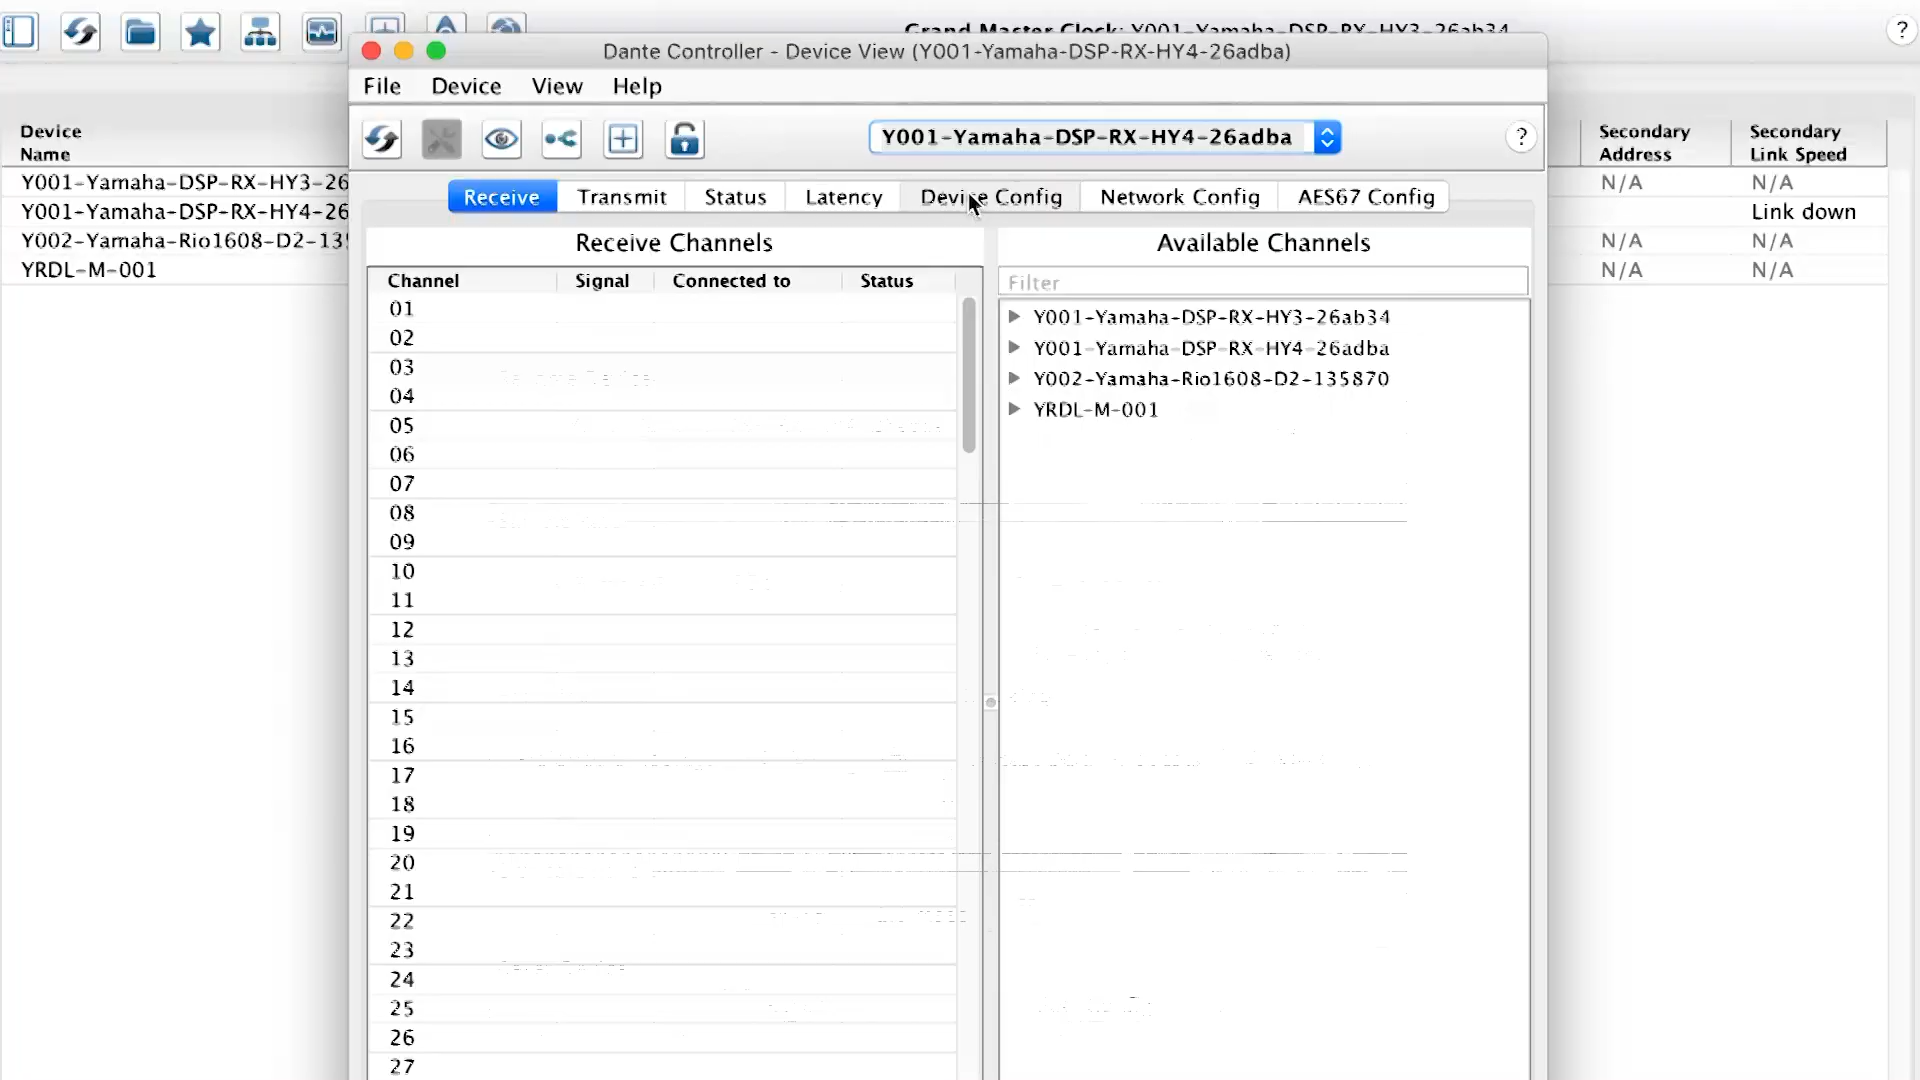 Grand Master Clock: Y001-Yamaha-DSP-RX-HY3-26ab34
?
Dante Controller - Device View (Y001-Yamaha-DSP-RX-HY4-26adba)
File Device View Help
Y001-Yamaha-DSP-RX-HY4-26adba
?
Receive Transmit Status Latency Device Config Network Config AES67 Config
Device
Name
Y001-Yamaha-DSP-RX-HY3-26
Y001-Yamaha-DSP-RX-HY4-26
Y002-Yamaha-Rio1608-D2-135
YRDL-M-001
Receive Channels
Channel Signal Connected to Status
01
02
03
04
05
06
07
08
09
10
11
12
13
14
15
16
17
18
19
20
21
22
23
24
25
26
27
Available Channels
Filter
Y001-Yamaha-DSP-RX-HY3-26ab34
Y001-Yamaha-DSP-RX-HY4-26adba
Y002-Yamaha-Rio1608-D2-135870
YRDL-M-001
Secondary Secondary
Address Link Speed
N/A N/A
Link down
N/A N/A
N/A N/A